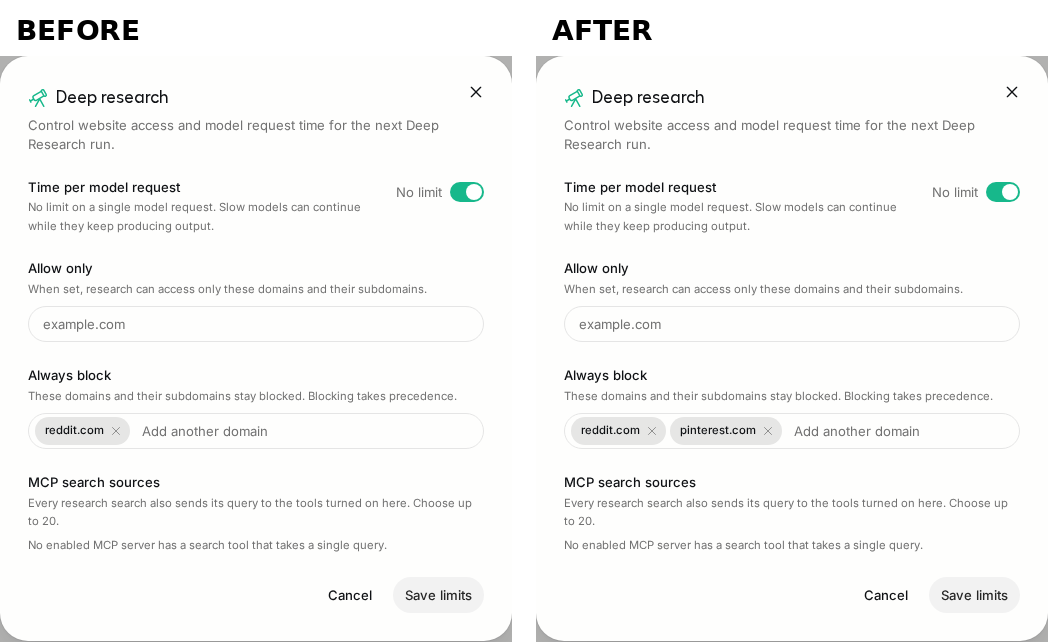 BEFORE
Deep research
Control website access and model request time for the next Deep
Research run.
Time per model request
No limit
No limit on a single model request. Slow models can continue
while they keep producing output.
Allow only
When set, research can access only these domains and their subdomains.
example.com
Always block
These domains and their subdomains stay blocked. Blocking takes precedence.
reddit.com Add another domain
MCP search sources
Every research search also sends its query to the tools turned on here. Choose up
to 20.
No enabled MCP server has a search tool that takes a single query.
Cancel Save limits
AFTER
Deep research
Control website access and model request time for the next Deep
Research run.
Time per model request
No limit
No limit on a single model request. Slow models can continue
while they keep producing output.
Allow only
When set, research can access only these domains and their subdomains.
example.com
Always block
These domains and their subdomains stay blocked. Blocking takes precedence.
reddit.com pinterest.com Add another domain
MCP search sources
Every research search also sends its query to the tools turned on here. Choose up
to 20.
No enabled MCP server has a search tool that takes a single query.
Cancel Save limits